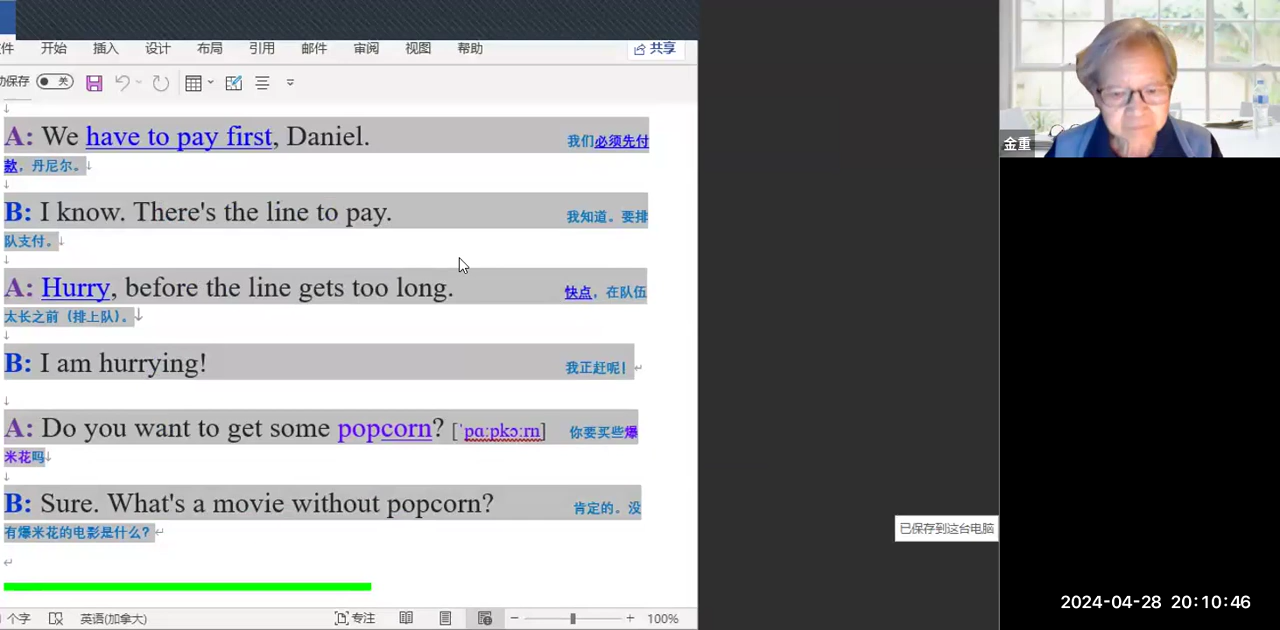 件 开始 插入 设计 布局 引用 邮件 审阅 视图 帮助 共享
动保存 关
A: We have to pay first, Daniel. 我们必须先付
款，丹尼尔。
B: I know. There's the line to pay. 我知道。要排
队支付。
A: Hurry, before the line gets too long. 快点，在队伍
太长之前（排上队）。
B: I am hurrying! 我正赶呢！
A: Do you want to get some popcorn? [ˈpɑːpkɔːrn] 你要买些爆
米花吗
B: Sure. What's a movie without popcorn? 肯定的。没
有爆米花的电影是什么？
个字 英语(加拿大) 专注 100%
已保存到这台电脑
金重
2024-04-28 20:10:46